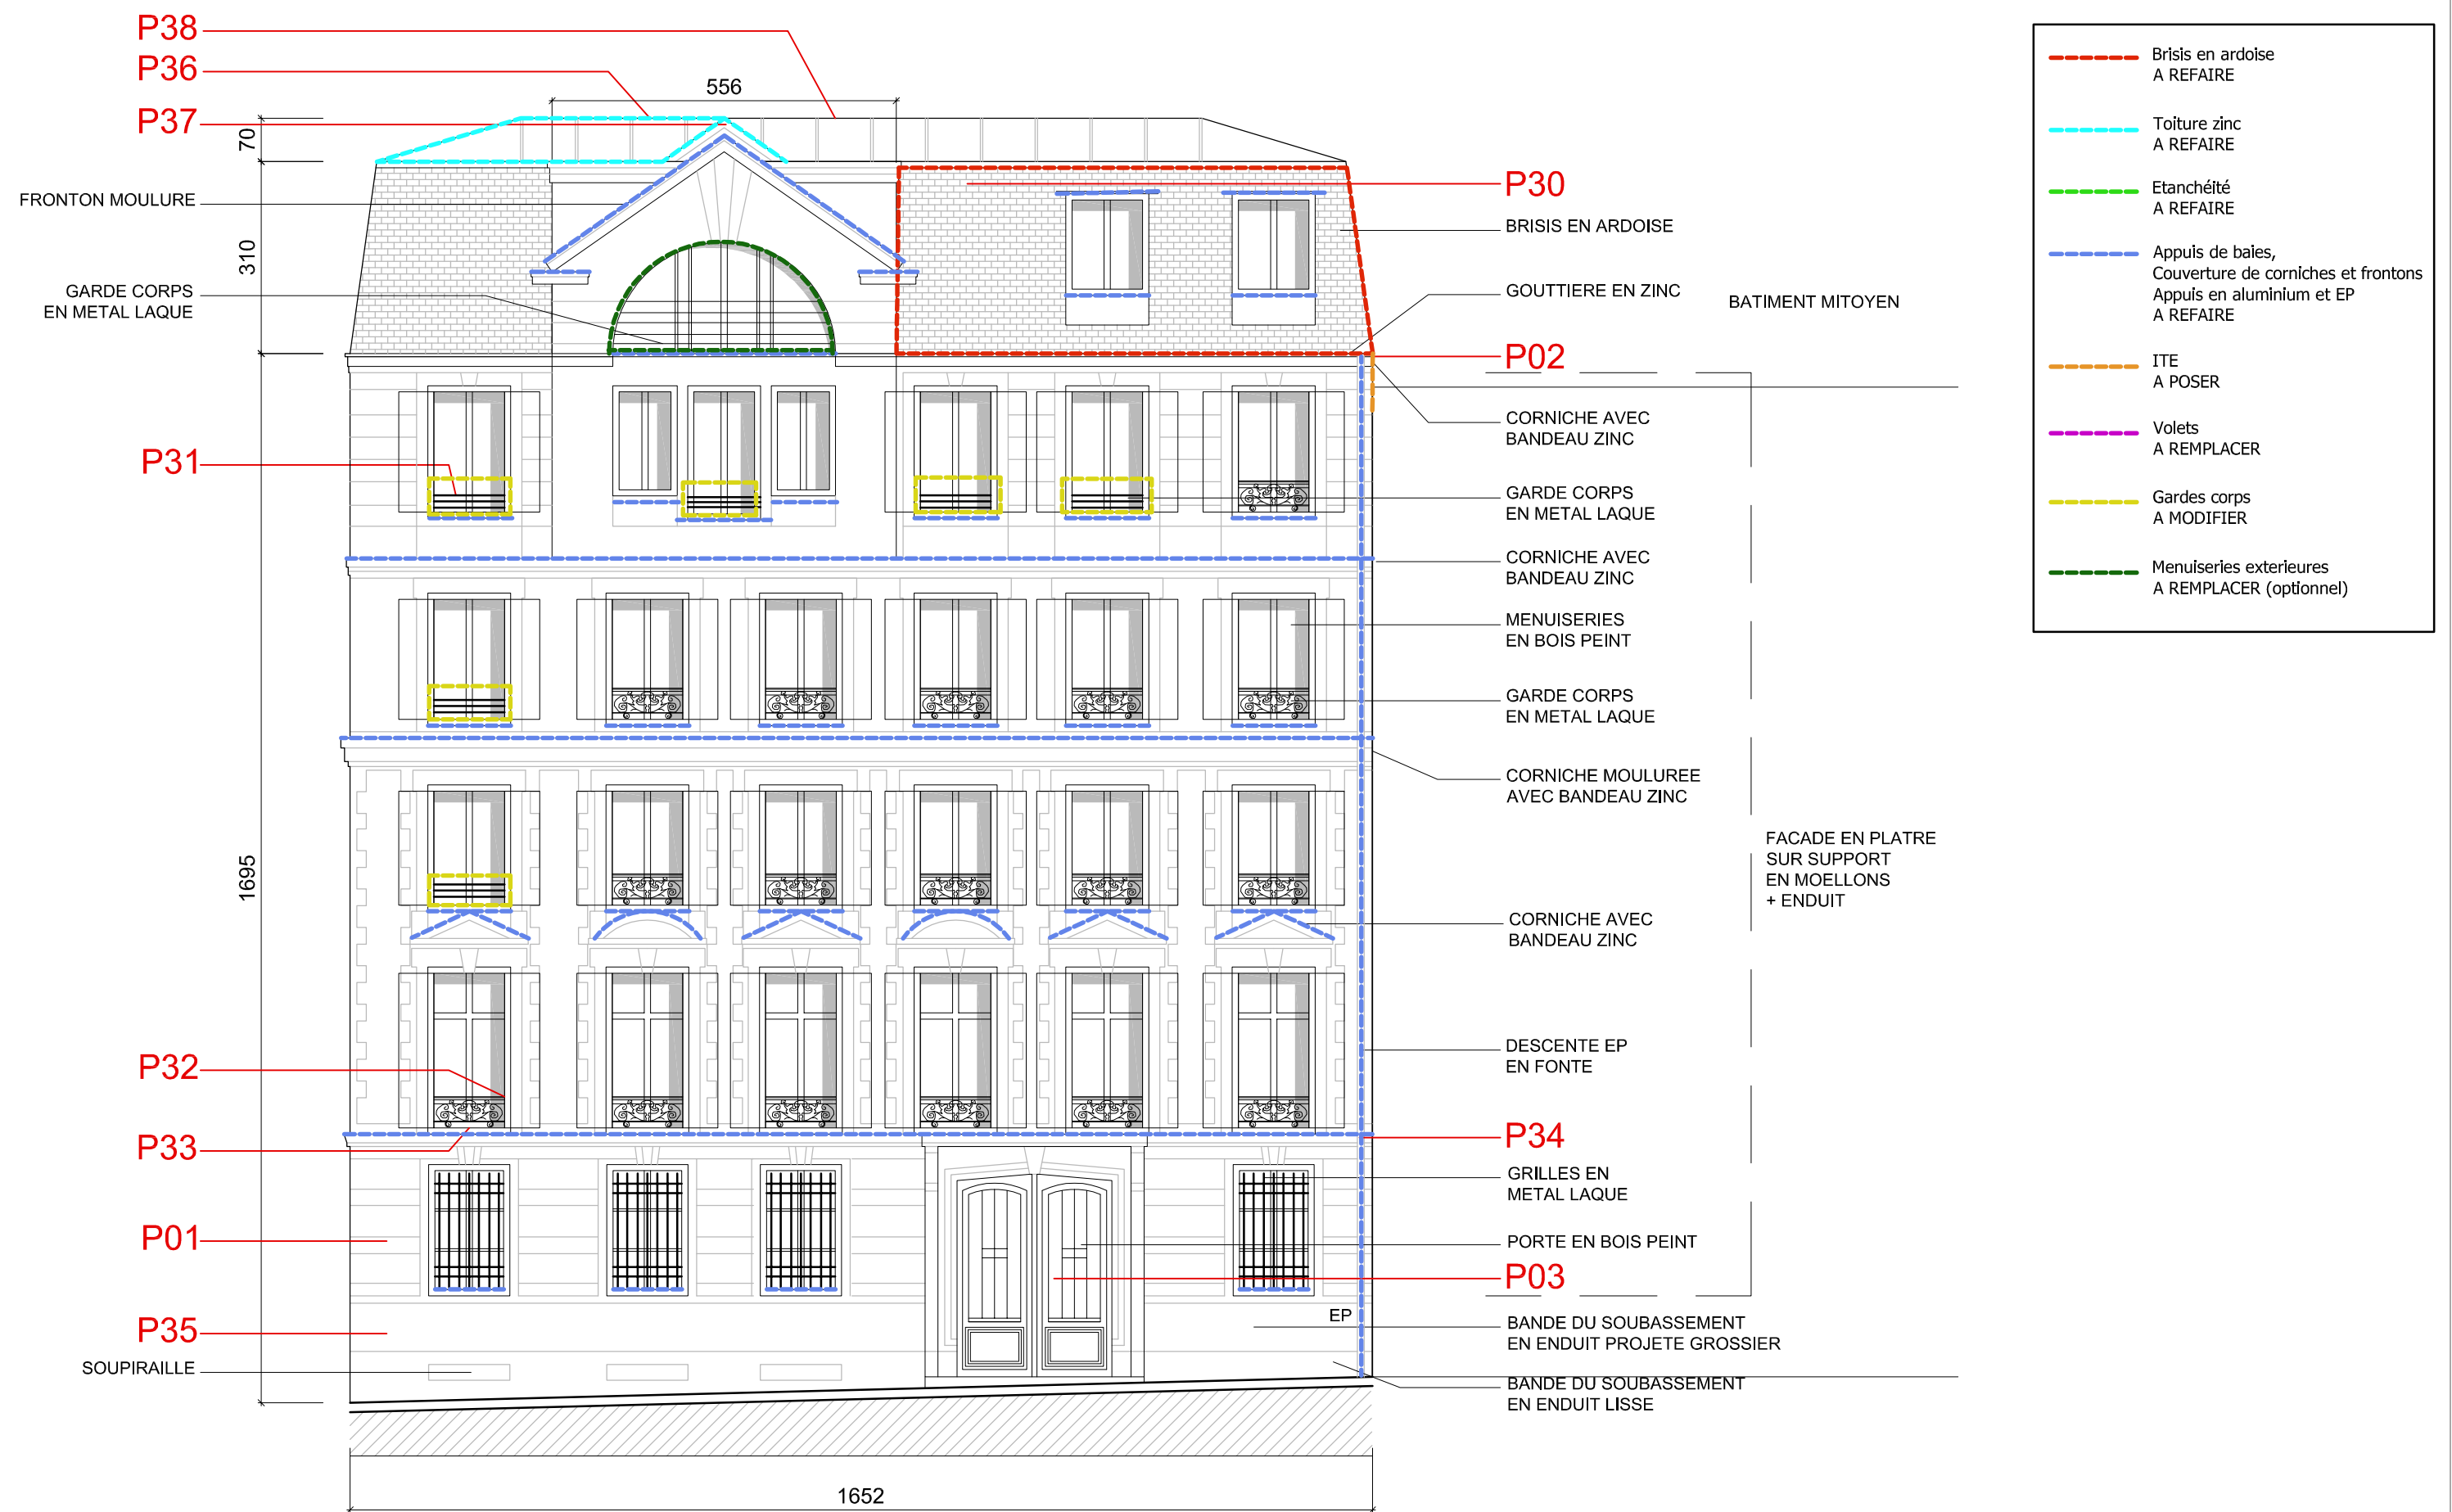 P38
P36
P37
556
70
310
1695
1652
FRONTON MOULURE
GARDE CORPS
EN METAL LAQUE
P31
P32
P33
P01
P35
SOUPIRAILLE
P30
BRISIS EN ARDOISE
GOUTTIERE EN ZINC
BATIMENT MITOYEN
P02
CORNICHE AVEC
BANDEAU ZINC
GARDE CORPS
EN METAL LAQUE
CORNICHE AVEC
BANDEAU ZINC
MENUISERIES
EN BOIS PEINT
GARDE CORPS
EN METAL LAQUE
CORNICHE MOULUREE
AVEC BANDEAU ZINC
FACADE EN PLATRE
SUR SUPPORT
EN MOELLONS
+ ENDUIT
CORNICHE AVEC
BANDEAU ZINC
DESCENTE EP
EN FONTE
P34
GRILLES EN
METAL LAQUE
PORTE EN BOIS PEINT
P03
EP
BANDE DU SOUBASSEMENT
EN ENDUIT PROJETE GROSSIER
BANDE DU SOUBASSEMENT
EN ENDUIT LISSE
Brisis en ardoise
A REFAIRE
Toiture zinc
A REFAIRE
Etanchéité
A REFAIRE
Appuis de baies,
Couverture de corniches et frontons
Appuis en aluminium et EP
A REFAIRE
ITE
A POSER
Volets
A REMPLACER
Gardes corps
A MODIFIER
Menuiseries exterieures
A REMPLACER (optionnel)